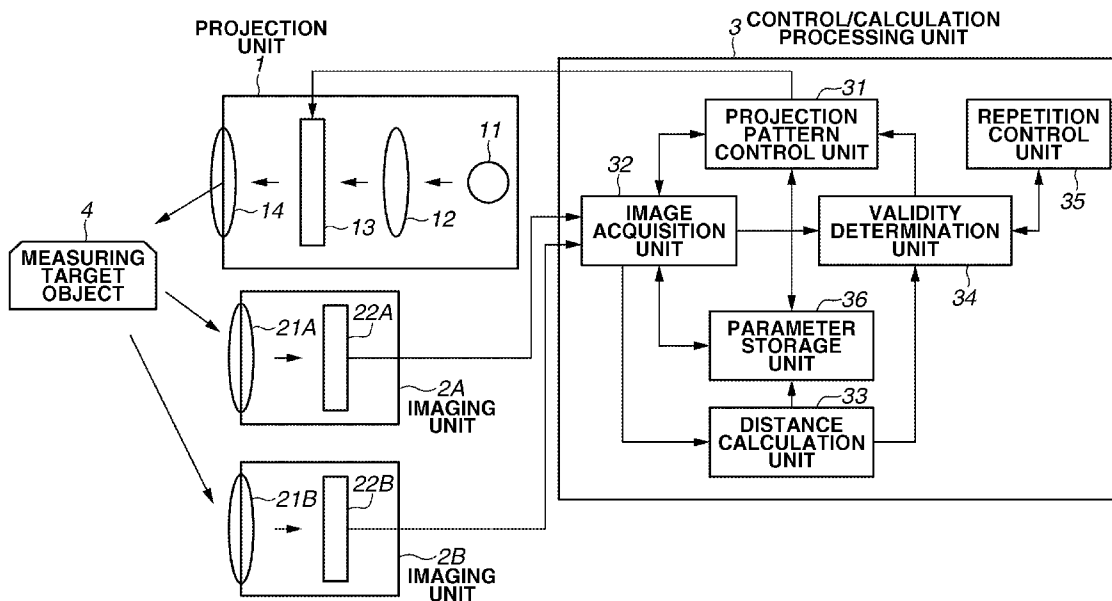 PROJECTION
UNIT
1
11
12
13
14
4
MEASURING
TARGET
OBJECT
21A
22A
2A
IMAGING
UNIT
21B
22B
2B
IMAGING
UNIT
3
CONTROL/CALCULATION
PROCESSING UNIT
31
PROJECTION
PATTERN
CONTROL UNIT
REPETITION
CONTROL
UNIT
35
32
IMAGE
ACQUISITION
UNIT
VALIDITY
DETERMINATION
UNIT
34
36
PARAMETER
STORAGE
UNIT
33
DISTANCE
CALCULATION
UNIT